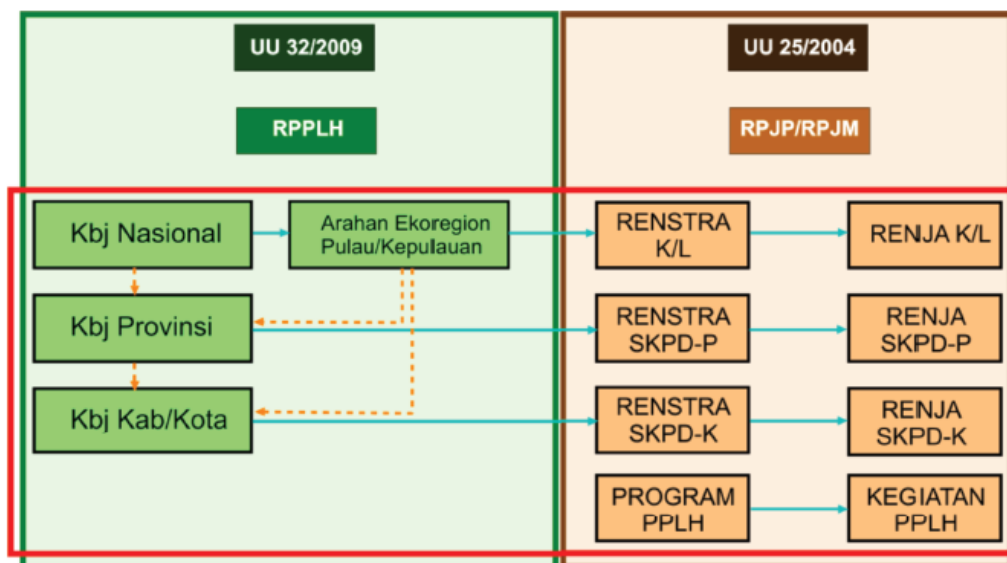 UU 32/2009
UU 25/2004
RPPLH
RPJP/RPJM
Kbj Nasional
Arahan Ekoregion
Pulau/Kepulauan
RENSTRA
K/L
RENJA K/L
Kbj Provinsi
RENSTRA
SKPD-P
RENJA
SKPD-P
Kbj Kab/Kota
RENSTRA
SKPD-K
RENJA
SKPD-K
PROGRAM
PPLH
KEGIATAN
PPLH